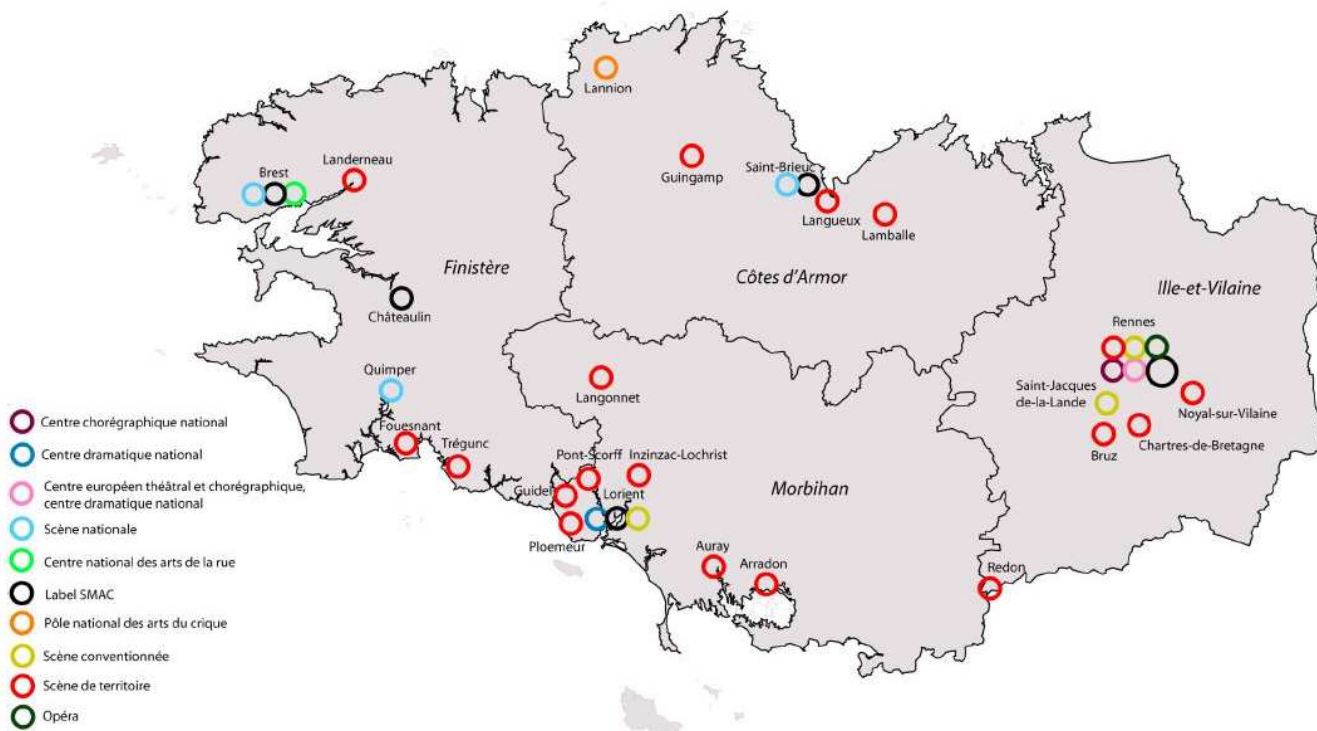 Lannion
Landerneau
Brest
Guingamp
Saint-Brieuc
Langueux
Lamballe
Finistère
Côtes d'Armor
Ille-et-Vilaine
Châteaulin
Rennes
Quimper
Langonnet
Saint-Jacques
de-la-Lande
Noyal-sur-Vilaine
Fouesnant
Trégunc
Chartres-de-Bretagne
Bruz
Pont-Scorff
Inzinzac-Lochrist
Guidel
Lorient
Morbihan
Ploemeur
Auray
Arradon
Redon
Centre chorégraphique national
Centre dramatique national
Centre européen théâtral et chorégraphique,
centre dramatique national
Scène nationale
Centre national des arts de la rue
Label SMAC
Pôle national des arts du crique
Scène conventionnée
Scène de territoire
Opéra